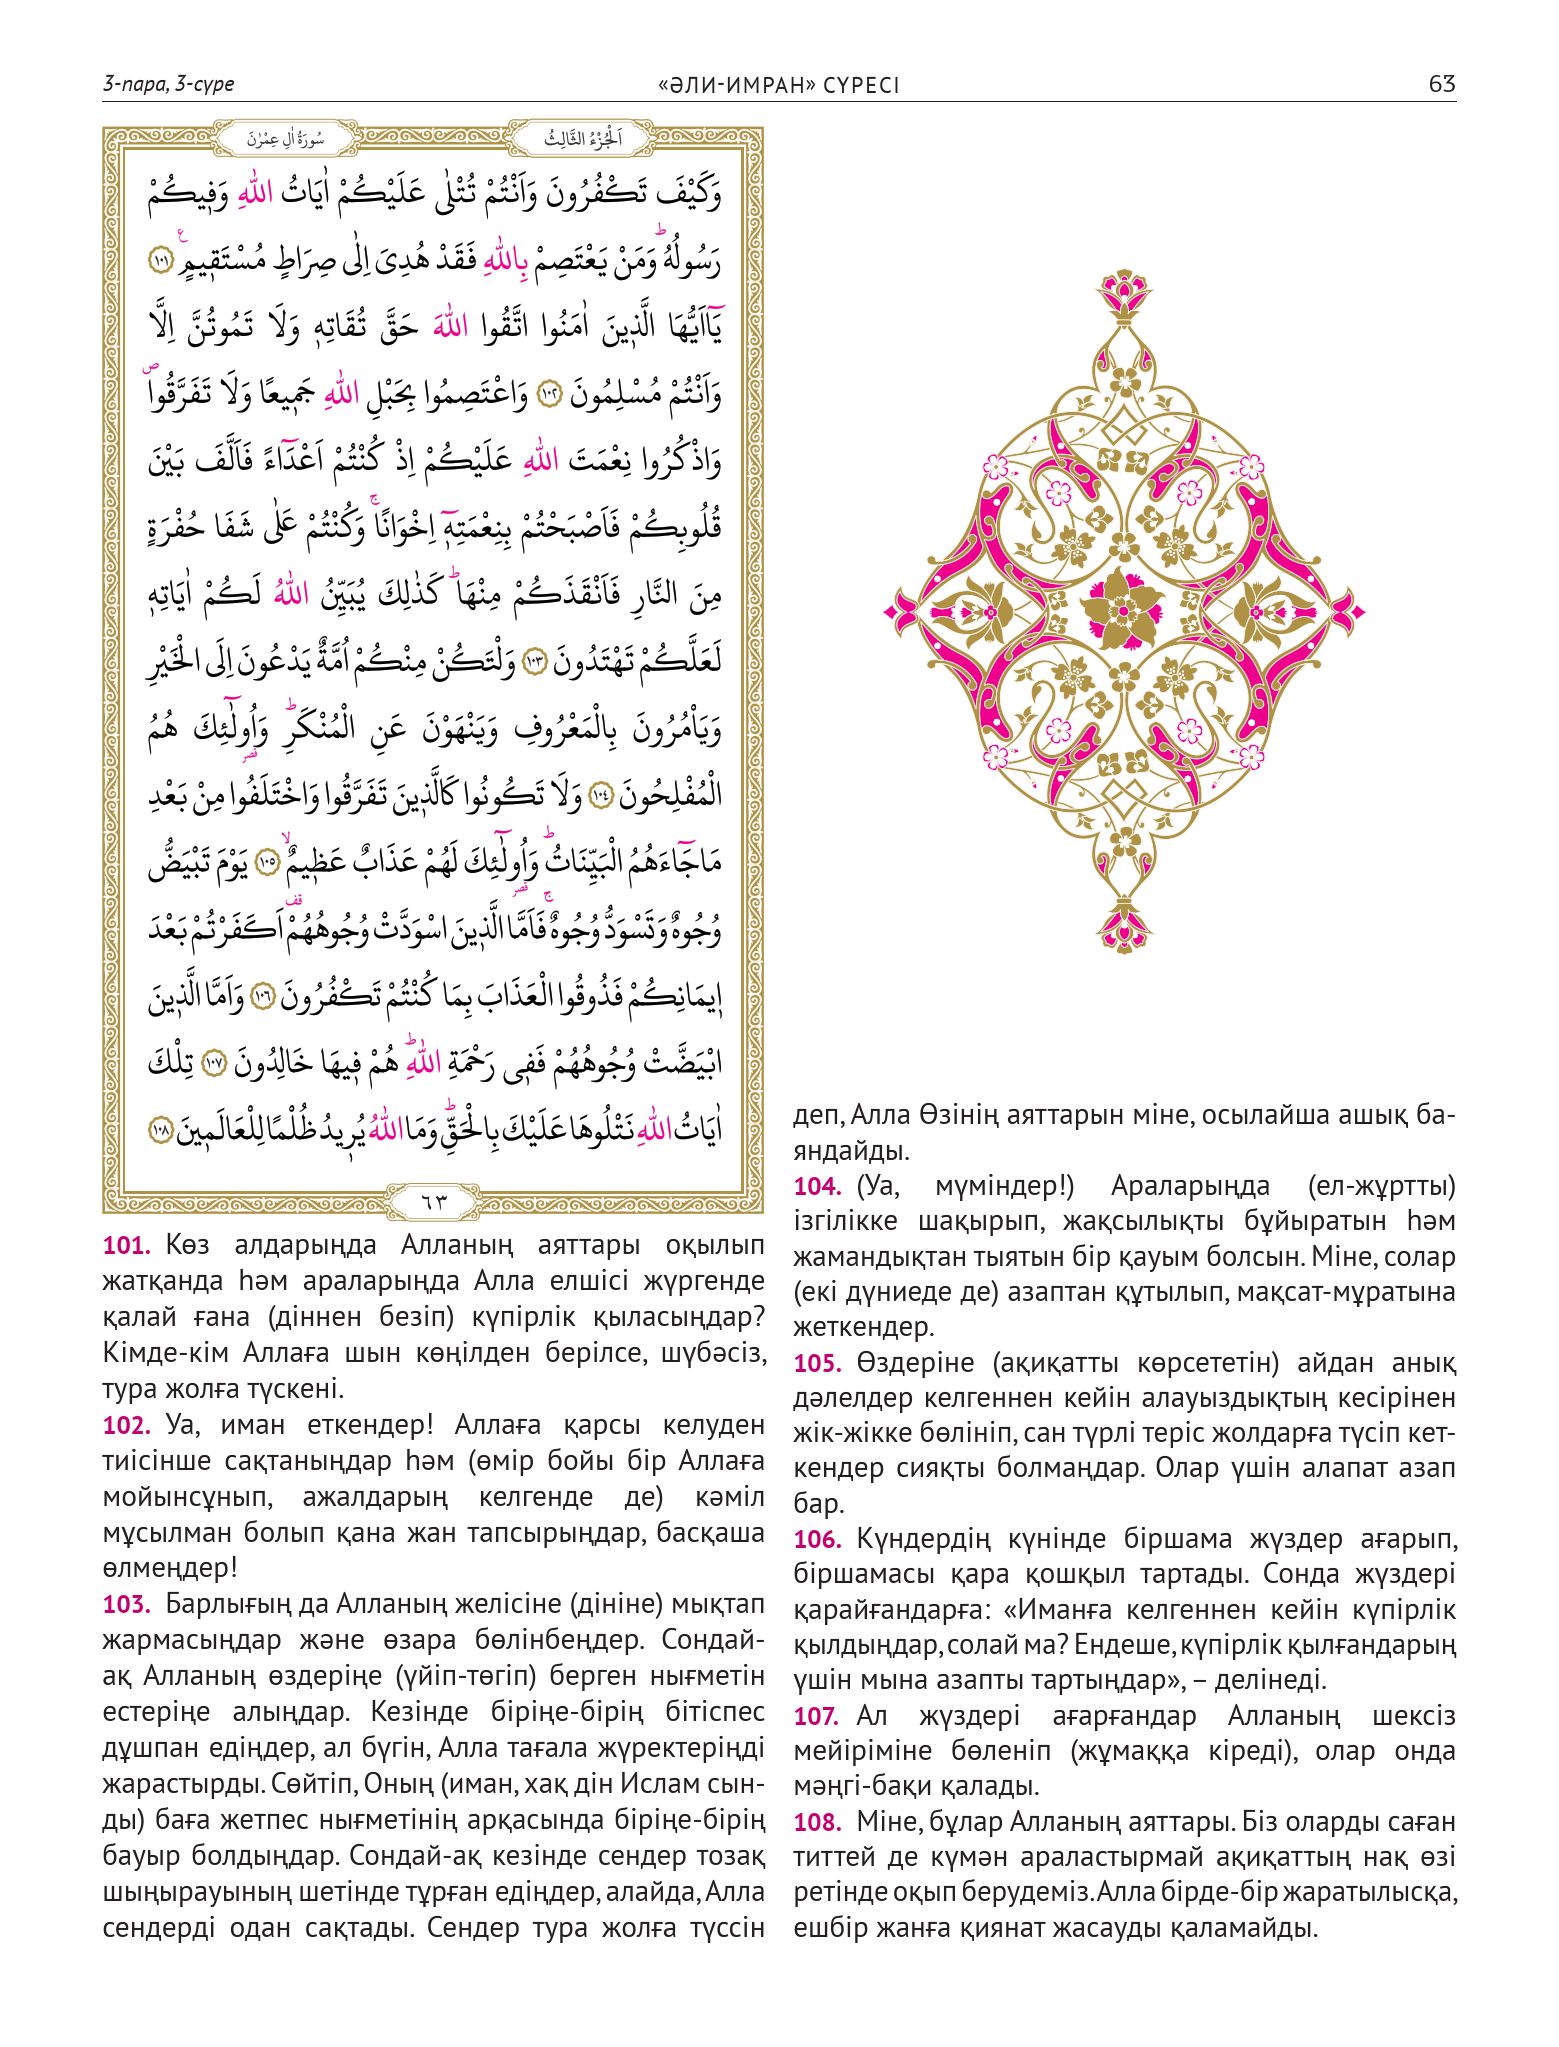 3-пара, 3-сүре
«ӘЛИ-ИМРАН» СҮРЕСІ
63
اَلْجُزْءُ الثَّالِثُ
سُورَةُ اٰلِ عِمْرٰنَ
وَكَيْفَ تَكْفُرُونَ وَاَنْتُمْ تُتْلٰى عَلَيْكُمْ اٰيَاتُ اللّٰهِ وَف۪يكُمْ
رَسُولُهُۜ وَمَنْ يَعْتَصِمْ بِاللّٰهِ فَقَدْ هُدِىَ اِلٰى صِرَاطٍ مُسْتَق۪يمٍ۟ ﴿١٠١﴾
يَٓا اَيُّهَا الَّذ۪ينَ اٰمَنُوا اتَّقُوا اللّٰهَ حَقَّ تُقَاتِه۪ وَلَا تَمُوتُنَّ اِلَّا
وَاَنْتُمْ مُسْلِمُونَ ﴿١٠٢﴾ وَاعْتَصِمُوا بِحَبْلِ اللّٰهِ جَم۪يعًا وَلَا تَفَرَّقُواۖ
وَاذْكُرُوا نِعْمَتَ اللّٰهِ عَلَيْكُمْ اِذْ كُنْتُمْ اَعْدَٓاءً فَاَلَّفَ بَيْنَ
قُلُوبِكُمْ فَاَصْبَحْتُمْ بِنِعْمَتِه۪ٓ اِخْوَانًاۚ وَكُنْتُمْ عَلٰى شَفَا حُفْرَةٍ
مِنَ النَّارِ فَاَنْقَذَكُمْ مِنْهَاۜ كَذٰلِكَ يُبَيِّنُ اللّٰهُ لَكُمْ اٰيَاتِه۪
لَعَلَّكُمْ تَهْتَدُونَ ﴿١٠٣﴾ وَلْتَكُنْ مِنْكُمْ اُمَّةٌ يَدْعُونَ اِلَى الْخَيْرِ
وَيَاْمُرُونَ بِالْمَعْرُوفِ وَيَنْهَوْنَ عَنِ الْمُنْكَرِۜ وَاُولٰٓئِكَ هُمُ
الْمُفْلِحُونَ ﴿١٠٤﴾ وَلَا تَكُونُوا كَالَّذ۪ينَ تَفَرَّقُوا وَاخْتَلَفُوا مِنْ بَعْدِ
مَا جَٓاءَهُمُ الْبَيِّنَاتُۜ وَاُولٰٓئِكَ لَهُمْ عَذَابٌ عَظ۪يمٌۙ ﴿١٠٥﴾ يَوْمَ تَبْيَضُّ
وُجُوهٌ وَتَسْوَدُّ وُجُوهٌۚ فَاَمَّا الَّذ۪ينَ اسْوَدَّتْ وُجُوهُهُمْ اَكَفَرْتُمْ بَعْدَ
ا۪يمَانِكُمْ فَذُوقُوا الْعَذَابَ بِمَا كُنْتُمْ تَكْفُرُونَ ﴿١٠٦﴾ وَاَمَّا الَّذ۪ينَ
ابْيَضَّتْ وُجُوهُهُمْ فَف۪ى رَحْمَةِ اللّٰهِۜ هُمْ ف۪يهَا خَالِدُونَ ﴿١٠٧﴾ تِلْكَ
اٰيَاتُ اللّٰهِ نَتْلُوهَا عَلَيْكَ بِالْحَقِّۜ وَمَا اللّٰهُ يُر۪يدُ ظُلْمًا لِلْعَالَم۪ينَ ﴿١٠٨﴾
٦٣
101. Көз алдарыңда Алланың аяттары оқылып
жатқанда һәм араларыңда Алла елшісі жүргенде
қалай ғана (діннен безіп) күпірлік қыласыңдар?
Кімде-кім Аллаға шын көңілден берілсе, шүбәсіз,
тура жолға түскені.
102. Уа, иман еткендер! Аллаға қарсы келуден
тиісінше сақтаныңдар һәм (өмір бойы бір Аллаға
мойынсұнып, ажалдарың келгенде де) кәміл
мұсылман болып қана жан тапсырыңдар, басқаша
өлмеңдер!
103. Барлығың да Алланың желісіне (дініне) мықтап
жармасыңдар және өзара бөлінбеңдер. Сондай-
ақ Алланың өздеріңе (үйіп-төгіп) берген нығметін
естеріңе алыңдар. Кезінде біріңе-бірің бітіспес
дұшпан едіңдер, ал бүгін, Алла тағала жүректеріңді
жарастырды. Сөйтіп, Оның (иман, хақ дін Ислам сын-
ды) баға жетпес нығметінің арқасында біріңе-бірің
бауыр болдыңдар. Сондай-ақ кезінде сендер тозақ
шыңырауының шетінде тұрған едіңдер, алайда, Алла
сендерді одан сақтады. Сендер тура жолға түссін
деп, Алла Өзінің аяттарын міне, осылайша ашық ба-
яндайды.
104. (Уа, мүміндер!) Араларыңда (ел-жұртты)
ізгілікке шақырып, жақсылықты бұйыратын һәм
жамандықтан тыятын бір қауым болсын. Міне, солар
(екі дүниеде де) азаптан құтылып, мақсат-мұратына
жеткендер.
105. Өздеріне (ақиқатты көрсететін) айдан анық
дәлелдер келгеннен кейін алауыздықтың кесірінен
жік-жікке бөлініп, сан түрлі теріс жолдарға түсіп кет-
кендер сияқты болмаңдар. Олар үшін алапат азап
бар.
106. Күндердің күнінде біршама жүздер ағарып,
біршамасы қара қошқыл тартады. Сонда жүздері
қарайғандарға: «Иманға келгеннен кейін күпірлік
қылдыңдар, солай ма? Ендеше, күпірлік қылғандарың
үшін мына азапты тартыңдар», – делінеді.
107. Ал жүздері ағарғандар Алланың шексіз
мейіріміне бөленіп (жұмаққа кіреді), олар онда
мәңгі-бақи қалады.
108. Міне, бұлар Алланың аяттары. Біз оларды саған
титтей де күмән араластырмай ақиқаттың нақ өзі
ретінде оқып берудеміз. Алла бірде-бір жаратылысқа,
ешбір жанға қиянат жасауды қаламайды.